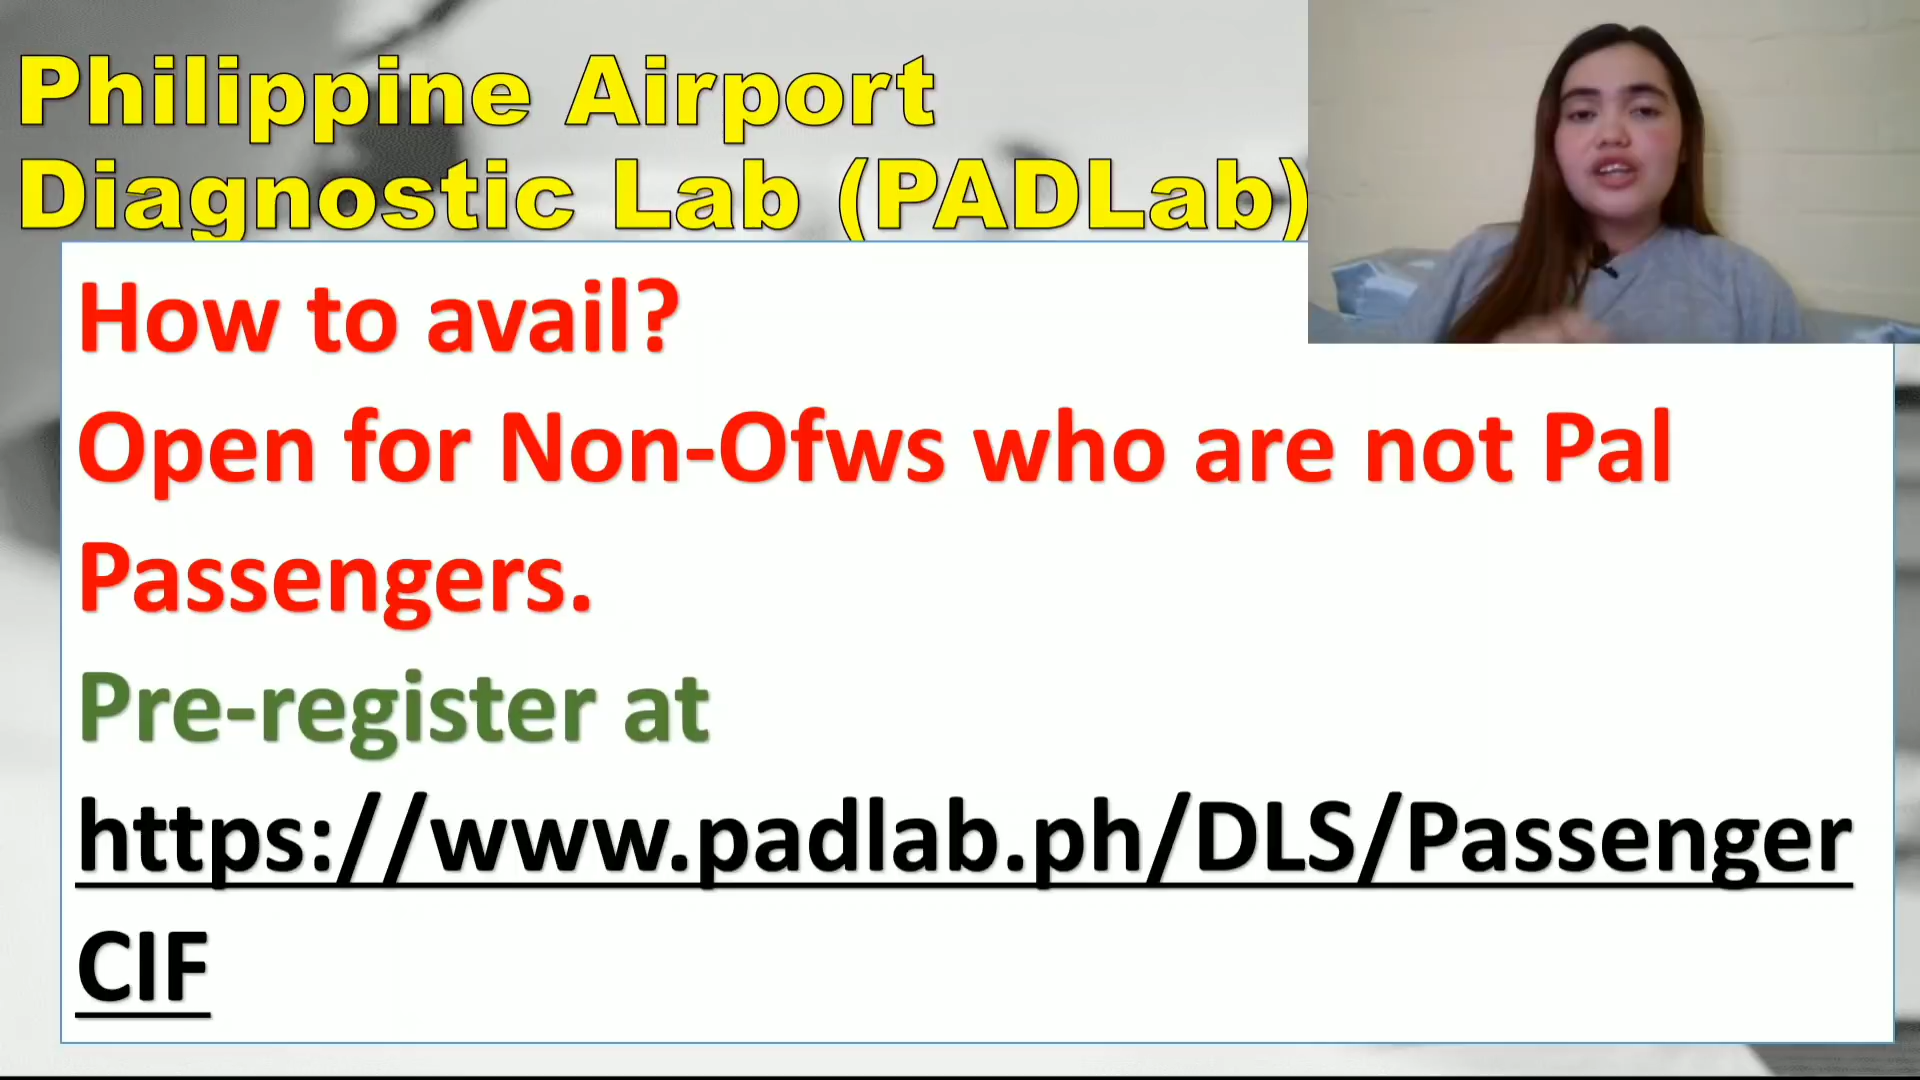 Philippine Airport
Diagnostic Lab (PADLab)
How to avail?
Open for Non-Ofws who are not Pal
Passengers.
Pre-register at
https://www.padlab.ph/DLS/Passenger
CIF